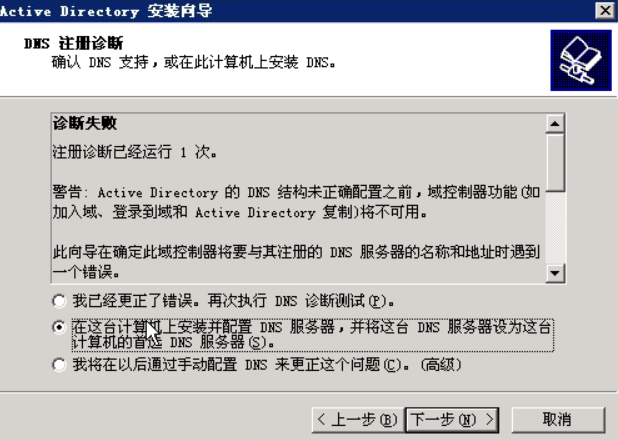 Active Directory 安装向导
DNS 注册诊断
确认 DNS 支持，或在此计算机上安装 DNS。
诊断失败
注册诊断已经运行 1 次。
警告: Active Directory 的 DNS 结构未正确配置之前，域控制器功能(如
加入域、登录到域和 Active Directory 复制)将不可用。
此向导在确定此域控制器将要与其注册的 DNS 服务器的名称和地址时遇到
一个错误。
我已经更正了错误。再次执行 DNS 诊断测试(P)。
在这台计算机上安装并配置 DNS 服务器，并将这台 DNS 服务器设为这台
计算机的首选 DNS 服务器(S)。
我将在以后通过手动配置 DNS 来更正这个问题(C)。(高级)
< 上一步(B) 下一步(N) > 取消